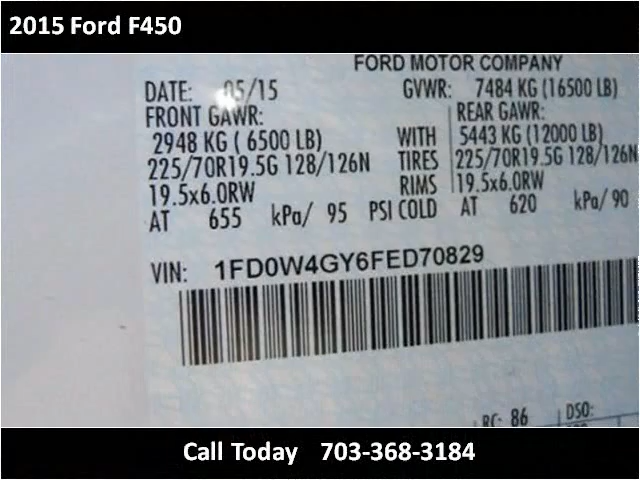 2015 Ford F450
FORD MOTOR COMPANY
DATE: 05/15 GVWR: 7484 KG (16500 LB)
FRONT GAWR: REAR GAWR:
2948 KG ( 6500 LB) WITH 5443 KG (12000 LB)
225/70R19.5G 128/126N TIRES 225/70R19.5G 128/126N
19.5x6.0RW RIMS 19.5x6.0RW
AT 655 kPa/ 95 PSI COLD AT 620 kPa/ 90
VIN: 1FD0W4GY6FED70829
RC: 86 DSO:
Call Today 703-368-3184